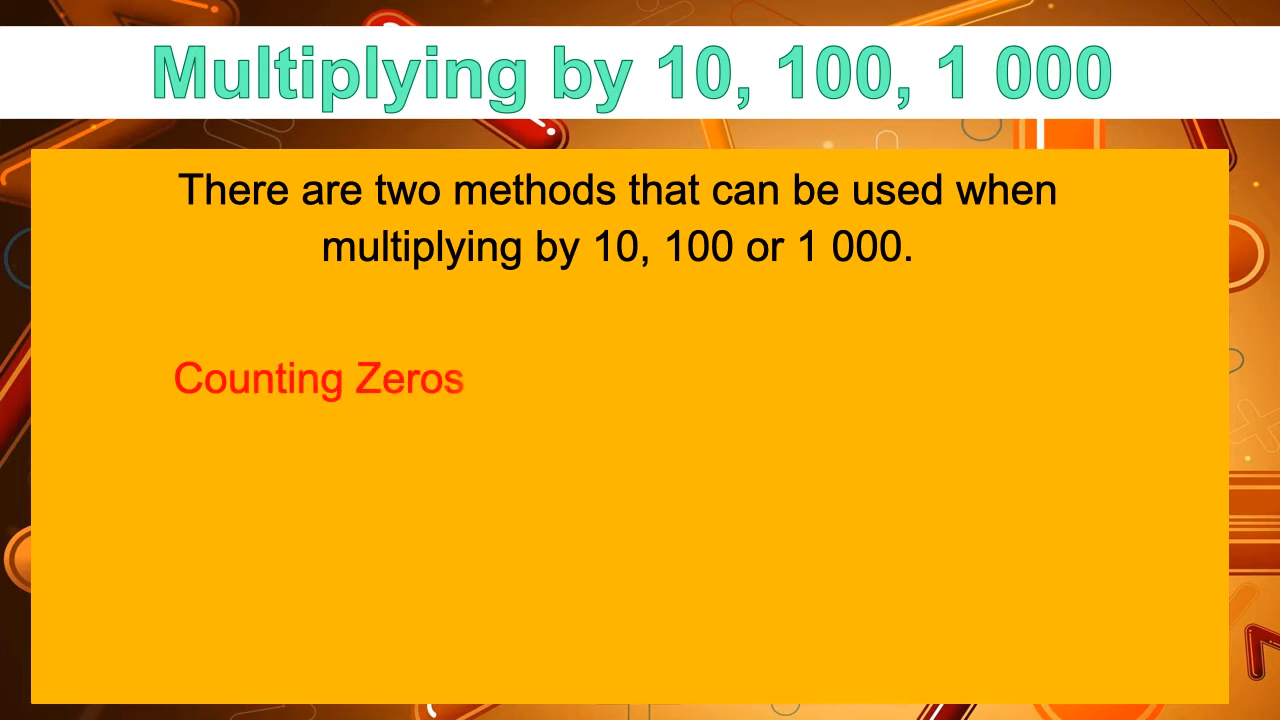 Multiplying by 10, 100, 1 000
There are two methods that can be used when
multiplying by 10, 100 or 1 000.
Counting Zeros